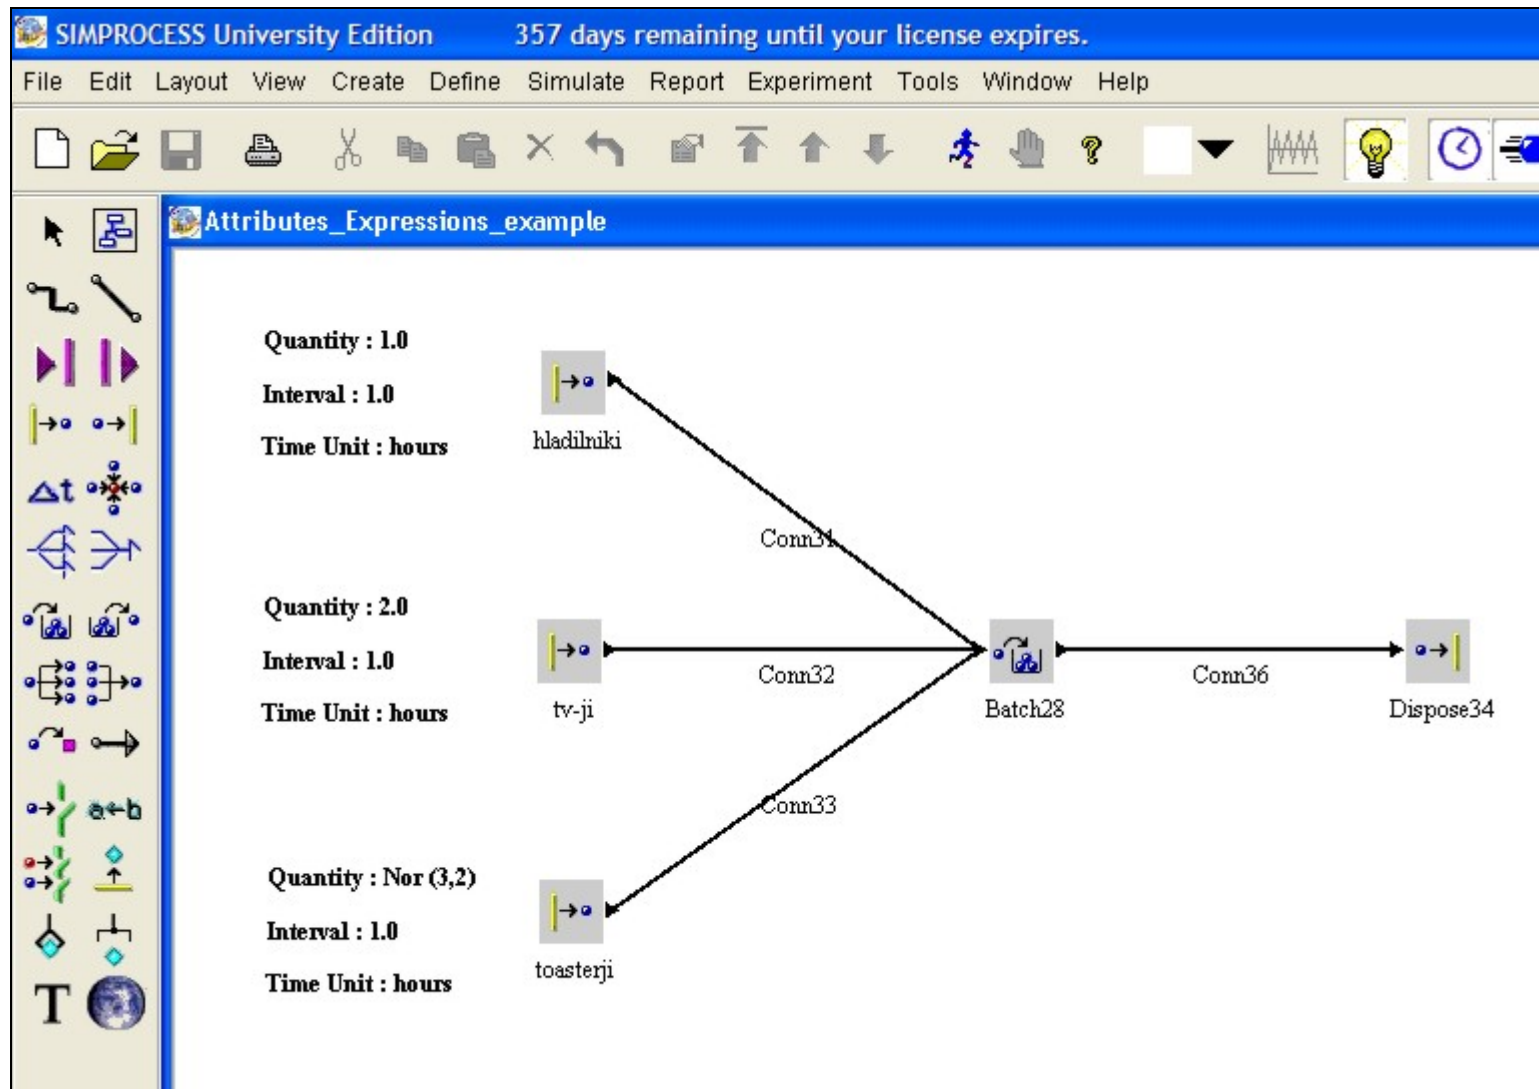 SIMPROCESS University Edition 357 days remaining until your license expires.
File Edit Layout View Create Define Simulate Report Experiment Tools Window Help
Attributes_Expressions_example
Quantity : 1.0
Interval : 1.0
Time Unit : hours
hladilniki
Conn31
Quantity : 2.0
Interval : 1.0
Time Unit : hours
tv-ji
Conn32
Batch28
Conn36
Dispose34
Conn33
Quantity : Nor (3,2)
Interval : 1.0
Time Unit : hours
toasterji
Δt
a←b
T